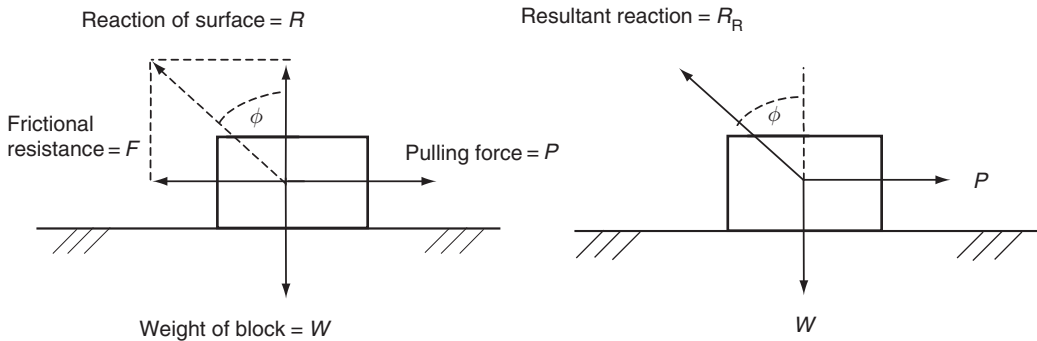 Reaction of surface = R
Resultant reaction = R_R
ϕ
ϕ
Frictional
resistance = F
Pulling force = P
P
Weight of block = W
W